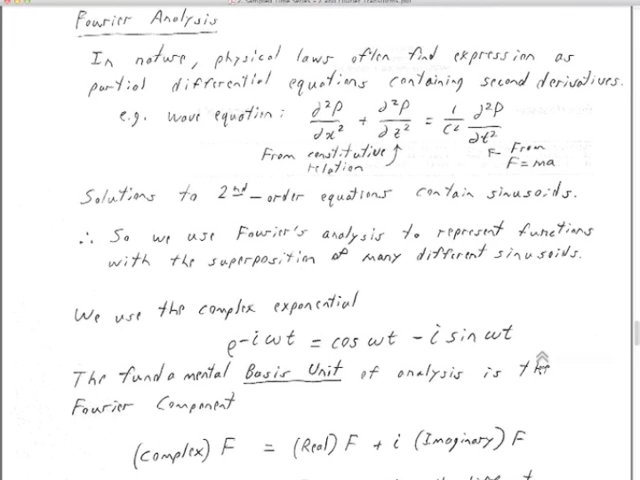 Fourier Analysis
In nature, physical laws often find expression as
partial differential equations containing second derivatives.
e.g. wave equation: ∂²P/∂x² + ∂²P/∂z² = 1/c² ∂²P/∂t²
From constitutive relation
From F=ma
Solutions to 2nd-order equations contain sinusoids.
∴ So we use Fourier's analysis to represent functions
with the superposition of many different sinusoids.
We use the complex exponential
e^-iωt = cos ωt - i sin ωt
The fundamental Basis Unit of analysis is the
Fourier Component
(Complex) F = (Real) F + i (Imaginary) F